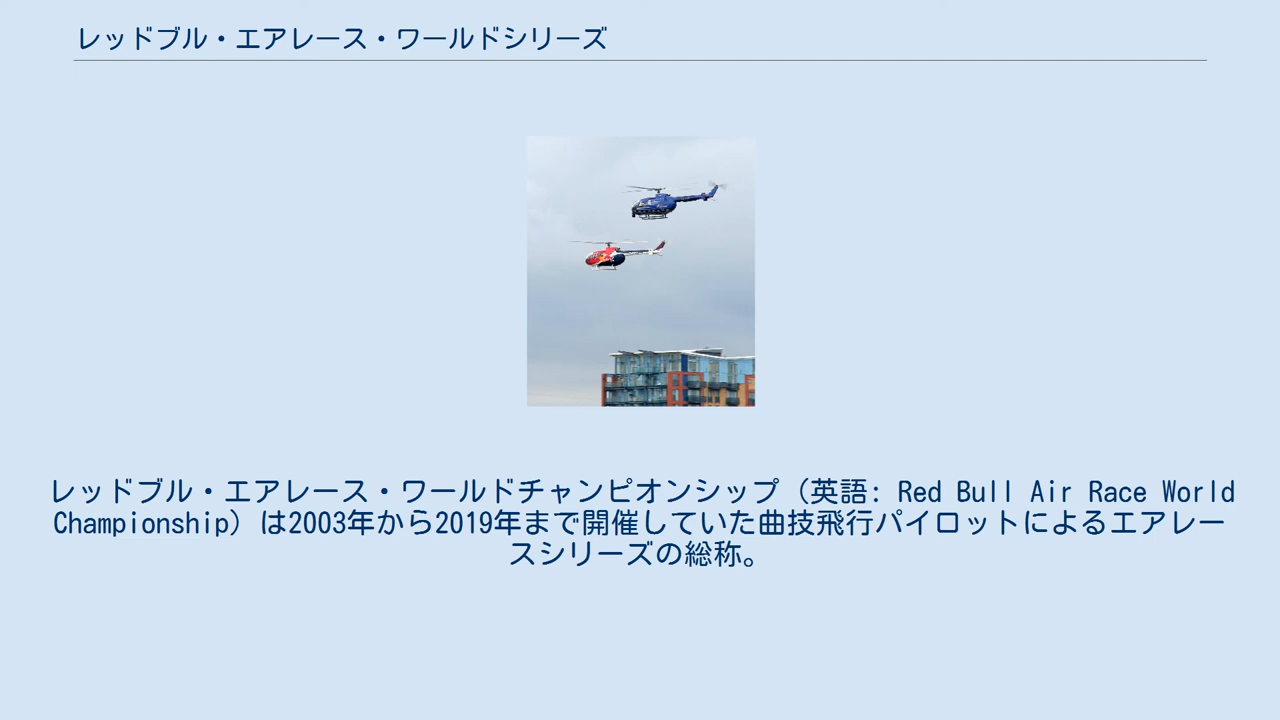 レッドブル・エアレース・ワールドシリーズ
レッドブル・エアレース・ワールドチャンピオンシップ（英語: Red Bull Air Race World
Championship）は2003年から2019年まで開催していた曲技飛行パイロットによるエアレー
スシリーズの総称。